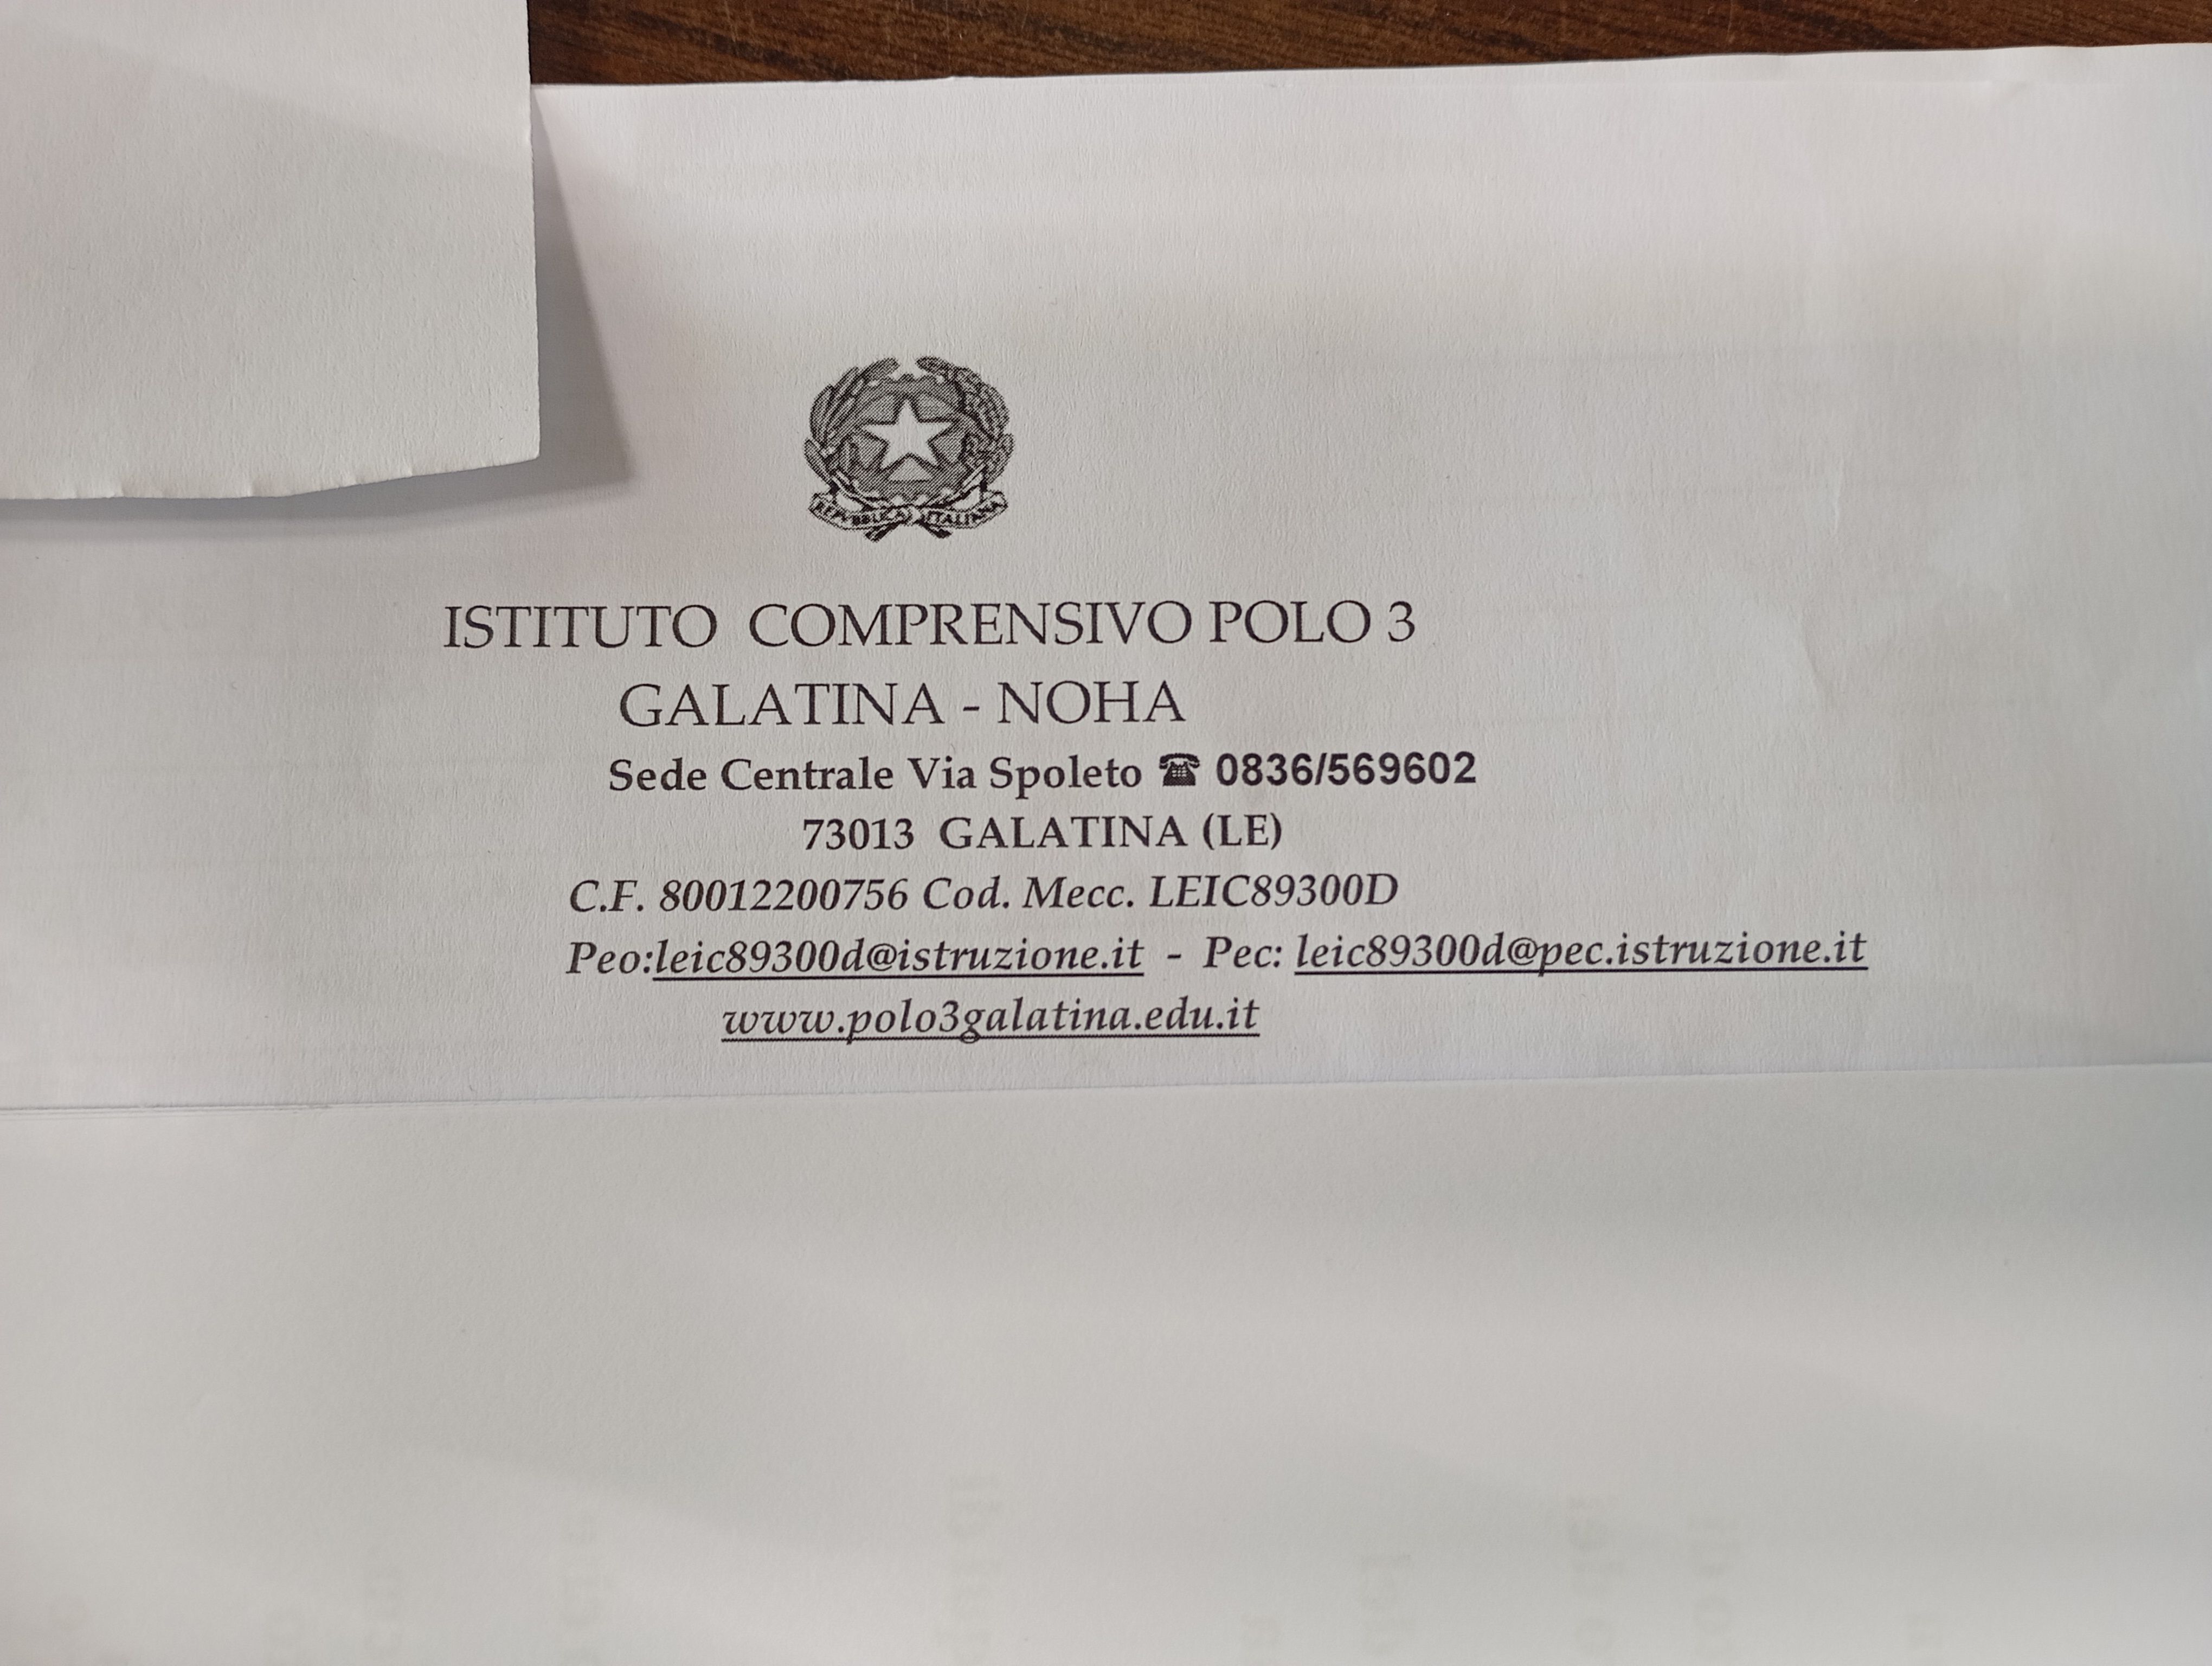 REPVBBLICA ITALIANA
ISTITUTO COMPRENSIVO POLO 3
GALATINA - NOHA
Sede Centrale Via Spoleto ☎ 0836/569602
73013 GALATINA (LE)
C.F. 80012200756 Cod. Mecc. LEIC89300D
Peo:leic89300d@istruzione.it - Pec: leic89300d@pec.istruzione.it
www.polo3galatina.edu.it